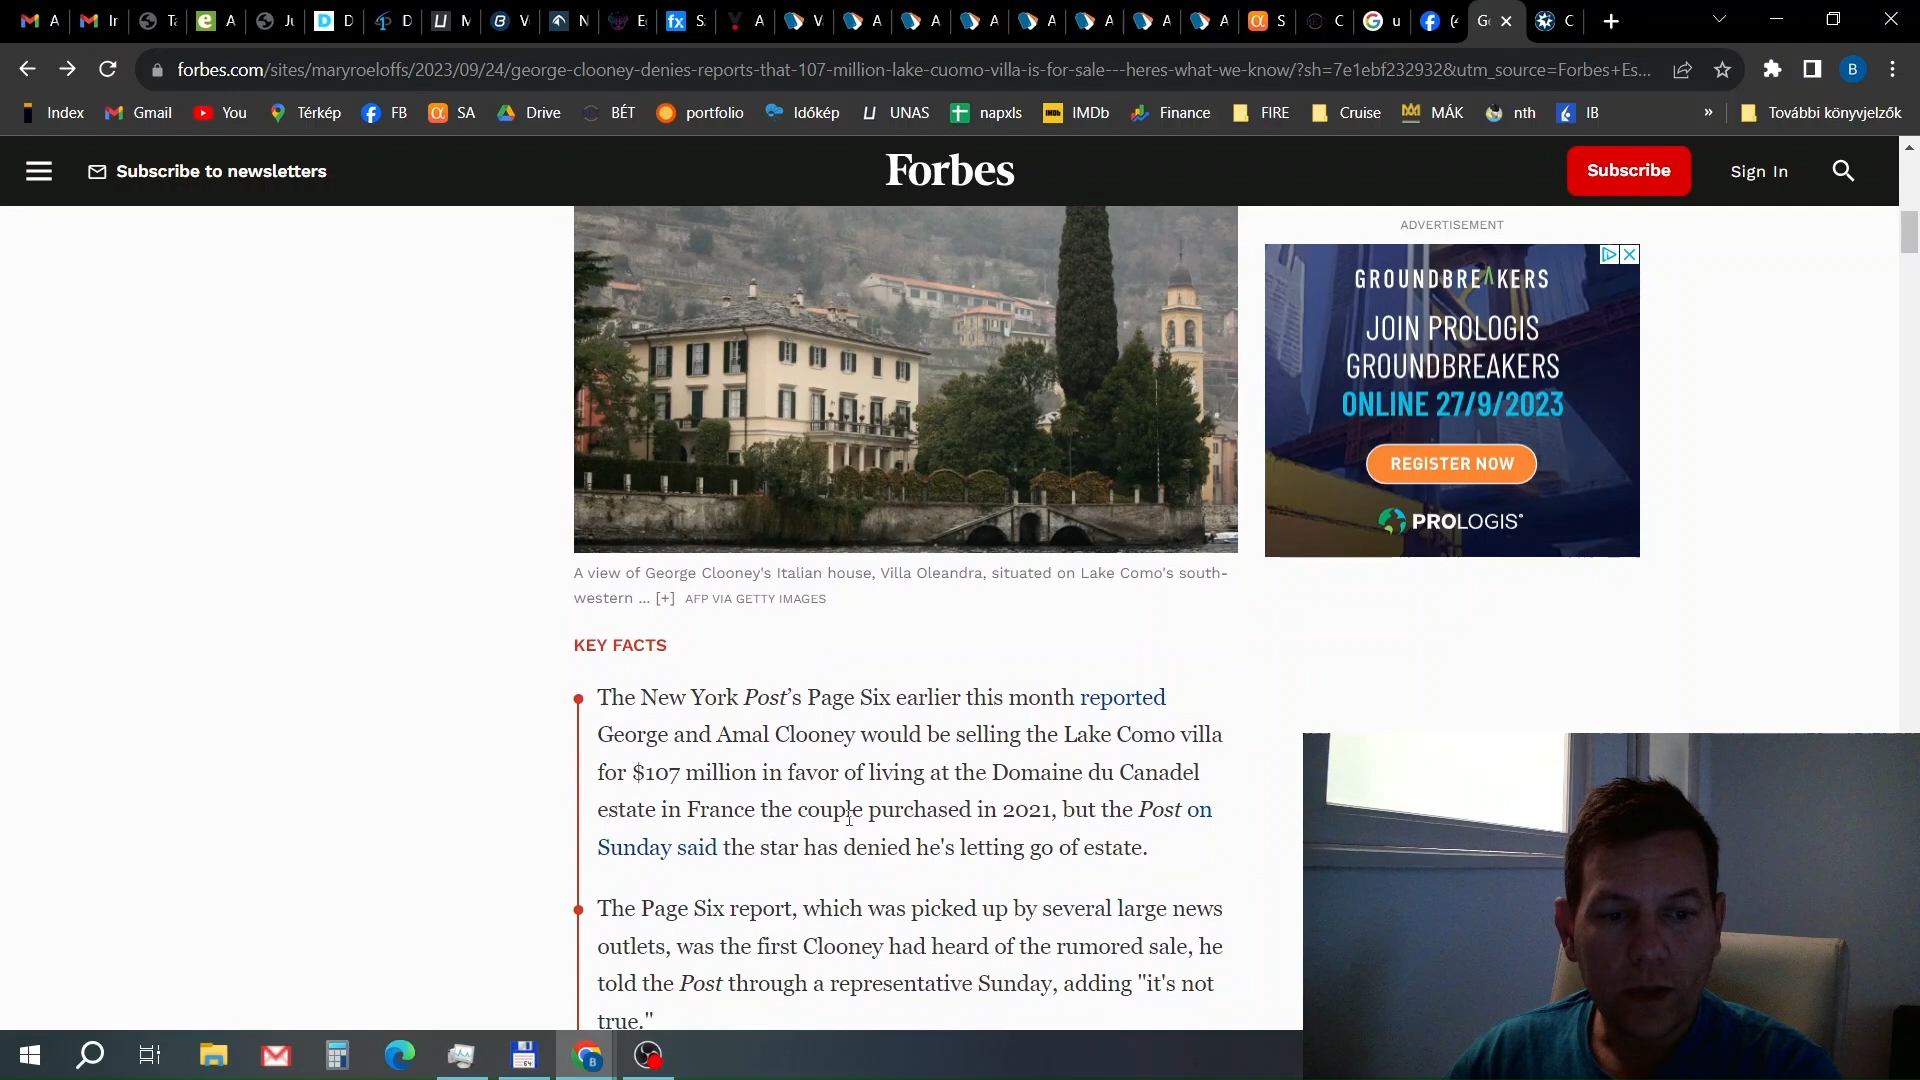 A
Ir
Ta
A
Ju
D
D
M
V
N
E
S
A
V
A
A
A
A
A
A
A
S
C
u
(4
G
C
forbes.com/sites/maryroeloffs/2023/09/24/george-clooney-denies-reports-that-107-million-lake-cuomo-villa-is-for-sale---heres-what-we-know/?sh=7e1ebf232932&utm_source=Forbes+Es...
B
Index
Gmail
You
Térkép
FB
SA
Drive
BÉT
portfolio
Időkép
UNAS
napxls
IMDb
Finance
FIRE
Cruise
MÁK
nth
IB
»
További könyvjelzők
Subscribe to newsletters
Forbes
Subscribe
Sign In
ADVERTISEMENT
GROUNDBREAKERS
JOIN PROLOGIS
GROUNDBREAKERS
ONLINE 27/9/2023
REGISTER NOW
PROLOGIS
A view of George Clooney's Italian house, Villa Oleandra, situated on Lake Como's south-
western ... [+] AFP VIA GETTY IMAGES
KEY FACTS
The New York Post's Page Six earlier this month reported
George and Amal Clooney would be selling the Lake Como villa
for $107 million in favor of living at the Domaine du Canadel
estate in France the couple purchased in 2021, but the Post on
Sunday said the star has denied he's letting go of estate.
The Page Six report, which was picked up by several large news
outlets, was the first Clooney had heard of the rumored sale, he
told the Post through a representative Sunday, adding "it's not
true."